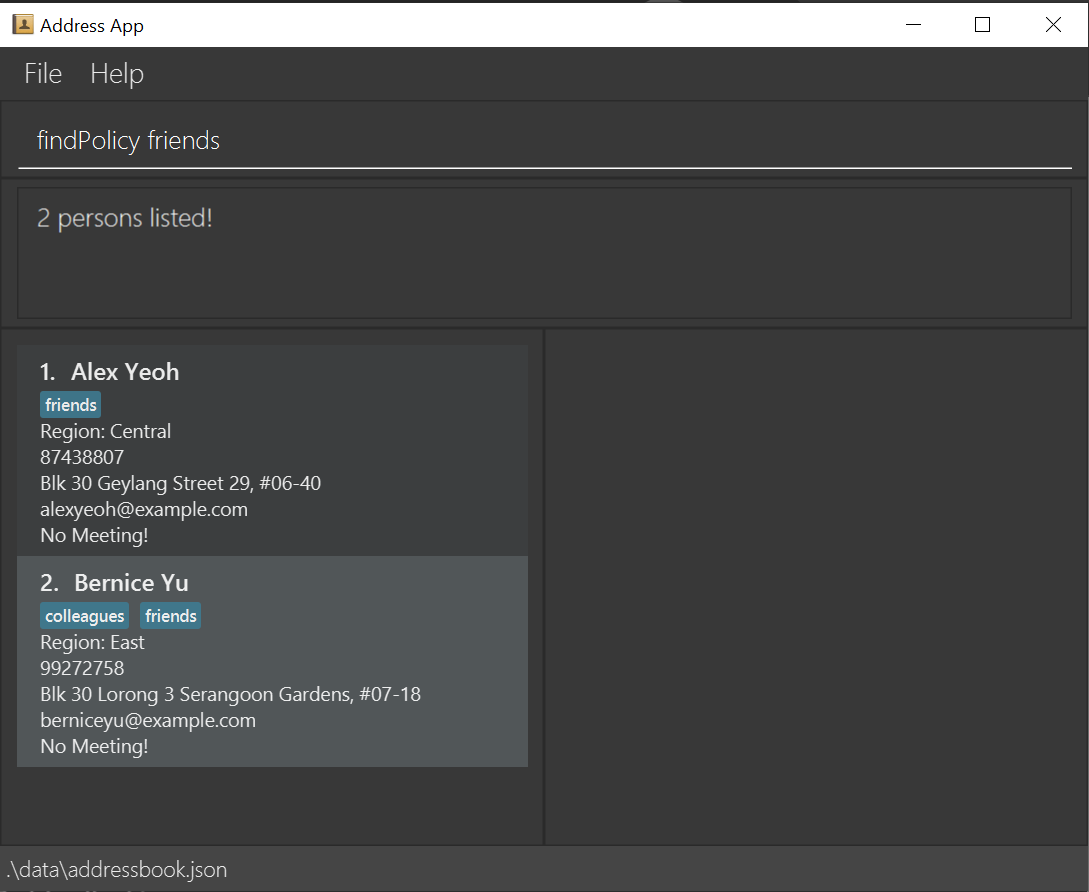 Address App
File Help
findPolicy friends
2 persons listed!
1. Alex Yeoh
friends
Region: Central
87438807
Blk 30 Geylang Street 29, #06-40
alexyeoh@example.com
No Meeting!
2. Bernice Yu
colleagues friends
Region: East
99272758
Blk 30 Lorong 3 Serangoon Gardens, #07-18
berniceyu@example.com
No Meeting!
.\data\addressbook.json